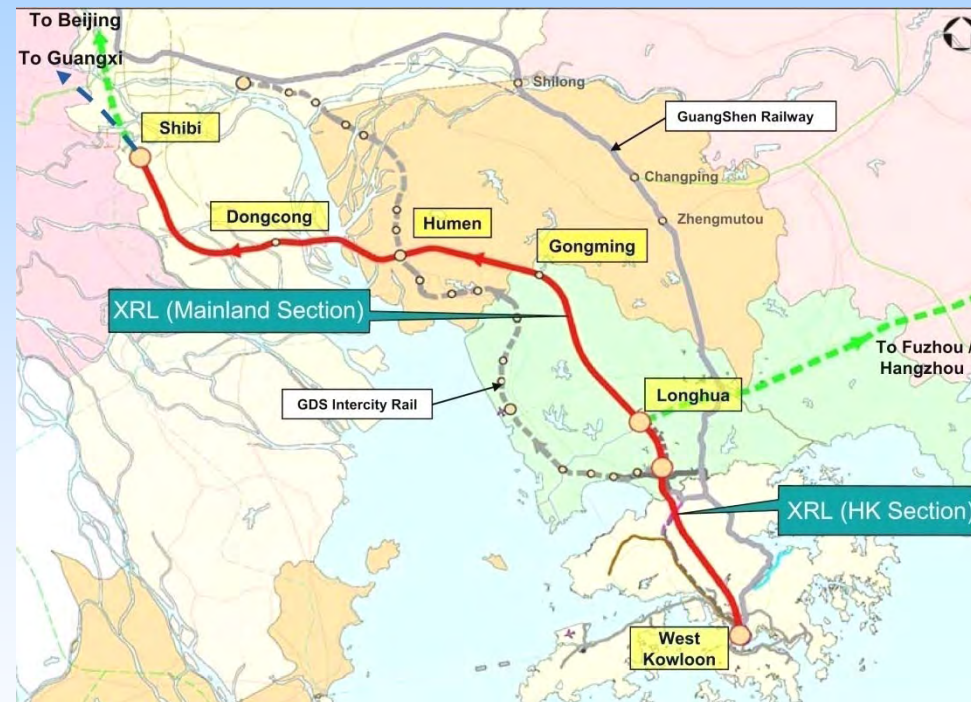 To Beijing
To Guangxi
Shibi
Shilong
GuangShen Railway
Changping
Dongcong
Humen
Zhengmutou
Gongming
XRL (Mainland Section)
To Fuzhou /
Hangzhou
GDS Intercity Rail
Longhua
XRL (HK Section)
West
Kowloon